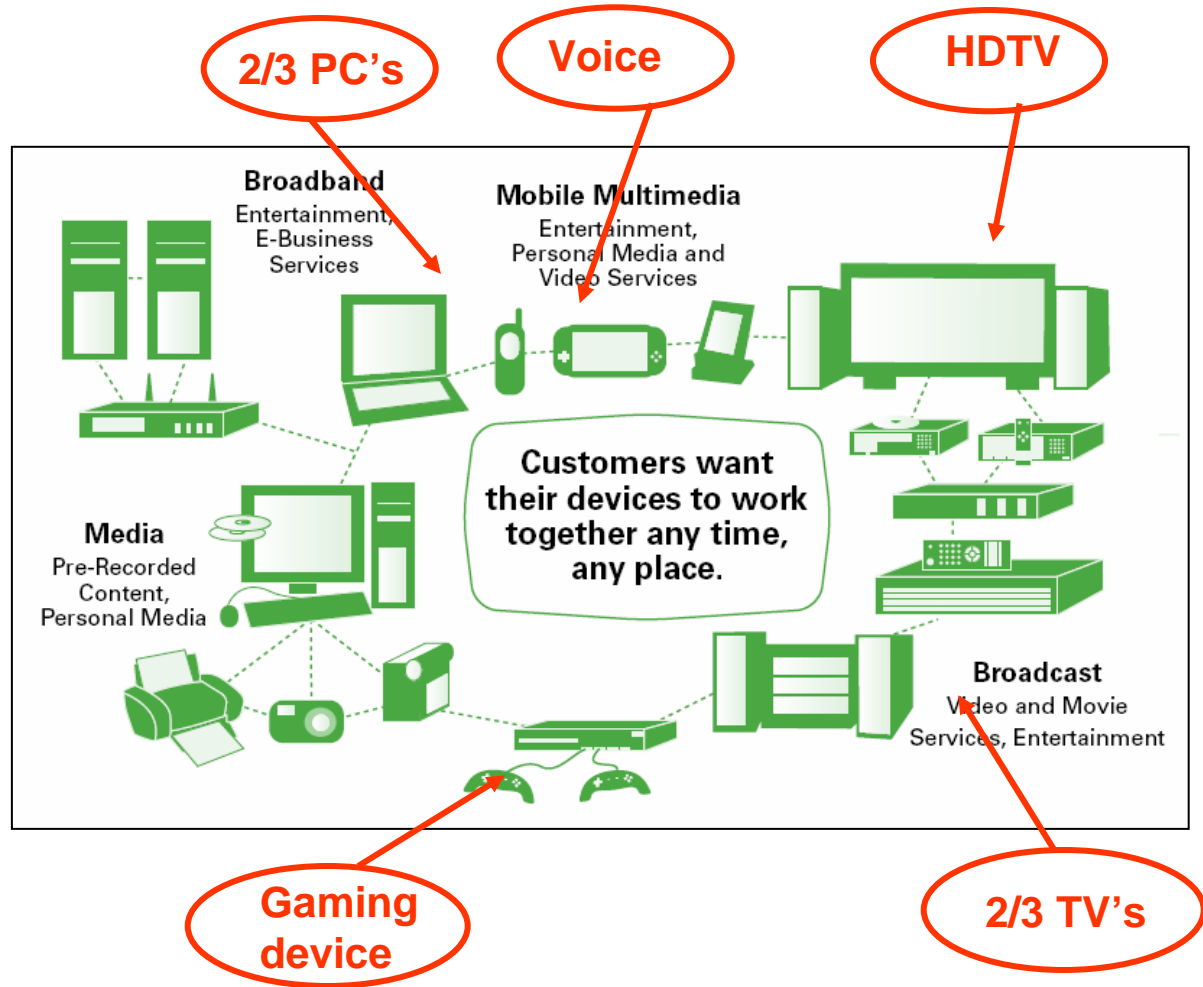 2/3 PC’s
Voice
HDTV
Broadband
Entertainment,
E-Business
Services
Mobile Multimedia
Entertainment,
Personal Media and
Video Services
Customers want
their devices to work
together any time,
any place.
Media
Pre-Recorded
Content,
Personal Media
Broadcast
Video and Movie
Services, Entertainment
Gaming
device
2/3 TV’s